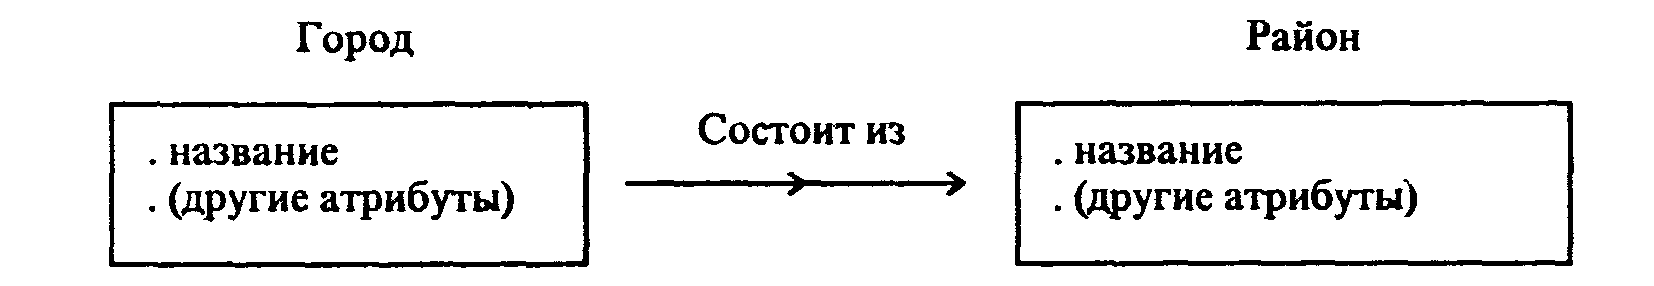 Город
Район
. название
. (другие атрибуты)
Состоит из
. название
. (другие атрибуты)